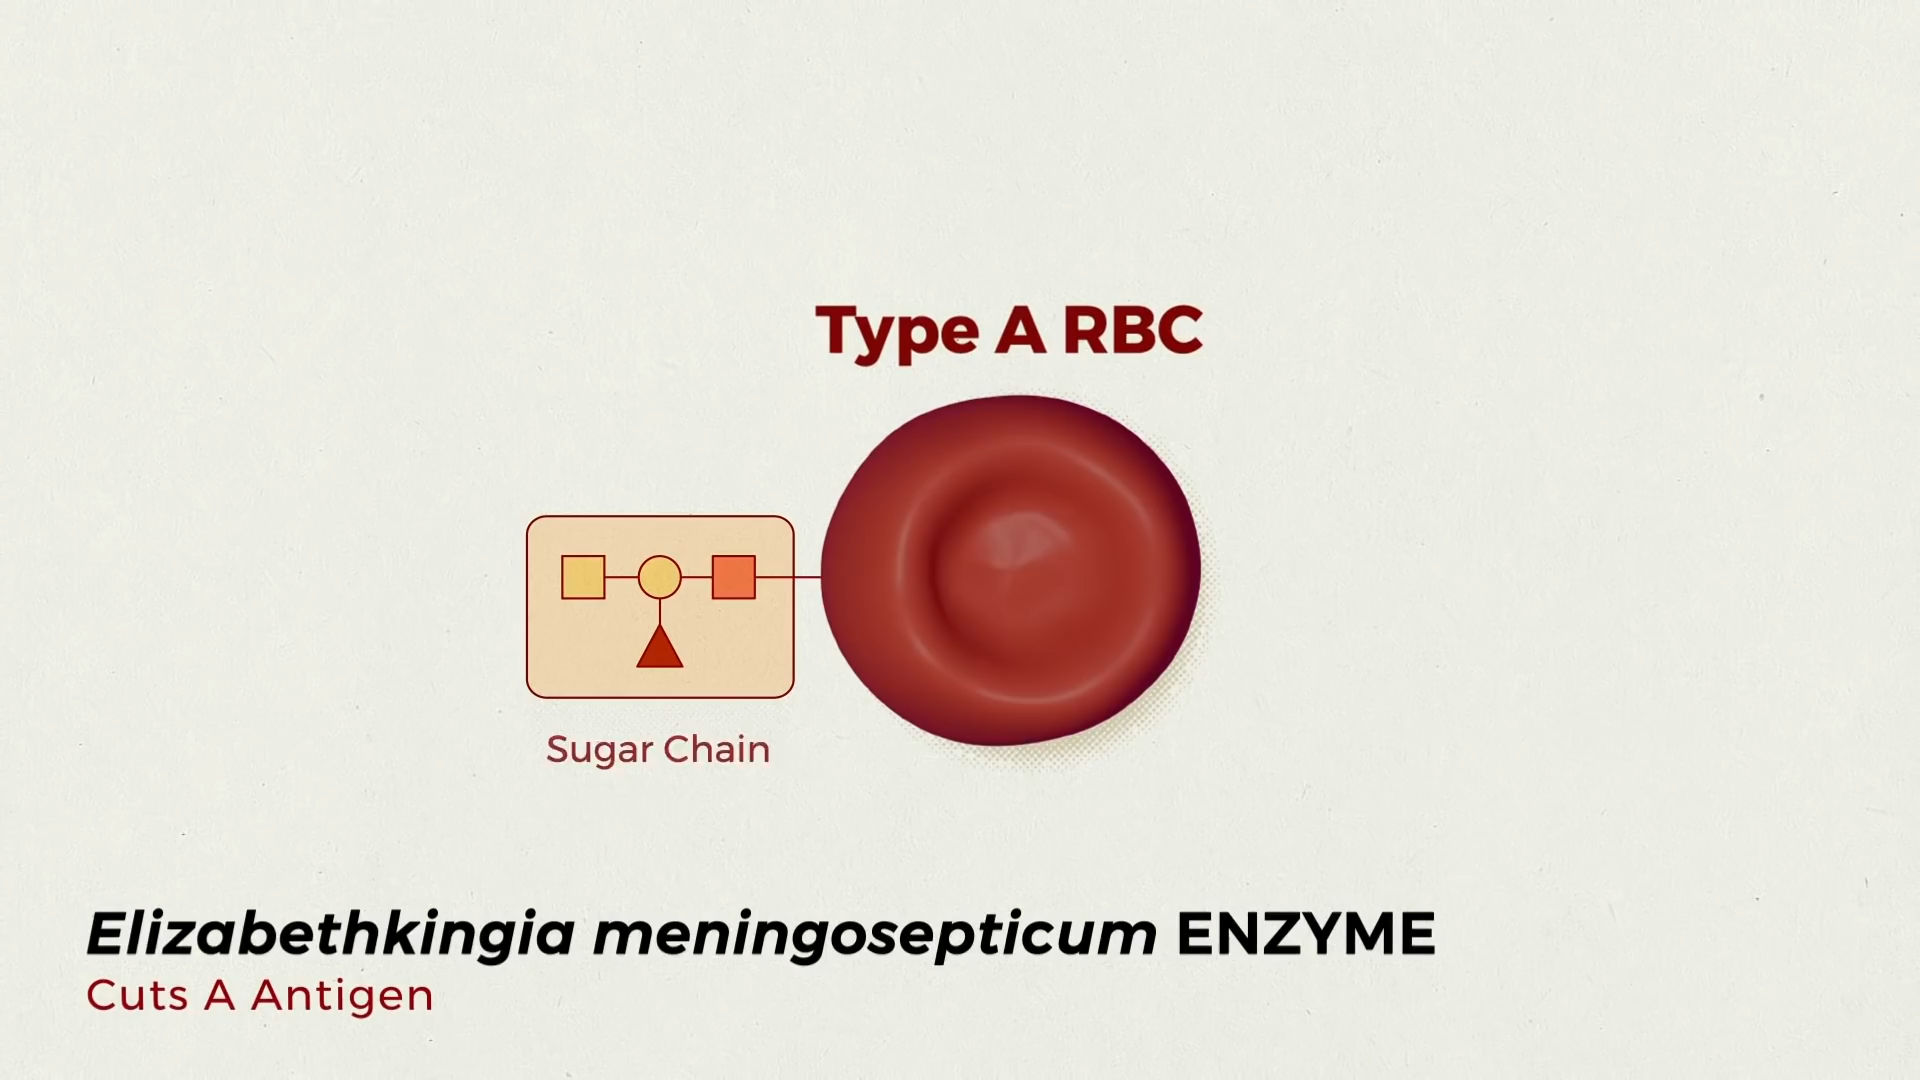 Type A RBC
Sugar Chain
Elizabethkingia meningosepticum ENZYME
Cuts A Antigen